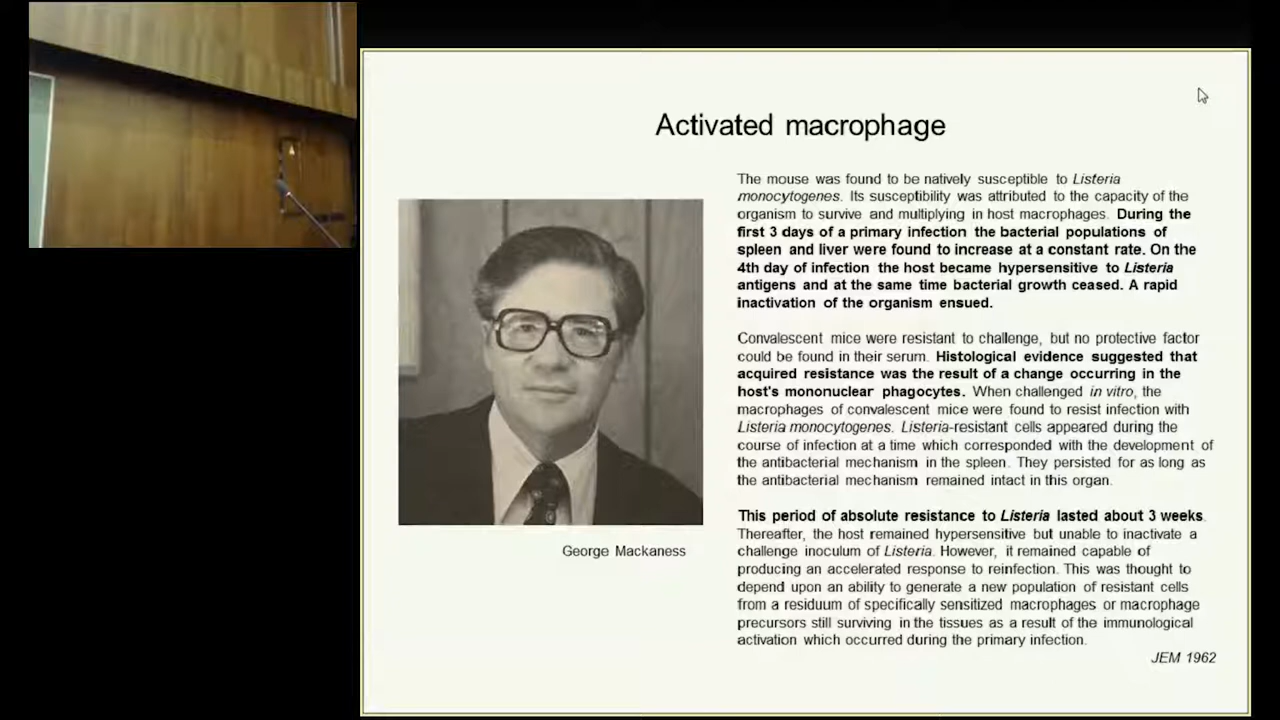 Activated macrophage
The mouse was found to be natively susceptible to Listeria
monocytogenes. Its susceptibility was attributed to the capacity of the
organism to survive and multiplying in host macrophages. During the
first 3 days of a primary infection the bacterial populations of
spleen and liver were found to increase at a constant rate. On the
4th day of infection the host became hypersensitive to Listeria
antigens and at the same time bacterial growth ceased. A rapid
inactivation of the organism ensued.
Convalescent mice were resistant to challenge, but no protective factor
could be found in their serum. Histological evidence suggested that
acquired resistance was the result of a change occurring in the
host's mononuclear phagocytes. When challenged in vitro, the
macrophages of convalescent mice were found to resist infection with
Listeria monocytogenes. Listeria-resistant cells appeared during the
course of infection at a time which corresponded with the development of
the antibacterial mechanism in the spleen. They persisted for as long as
the antibacterial mechanism remained intact in this organ.
This period of absolute resistance to Listeria lasted about 3 weeks.
Thereafter, the host remained hypersensitive but unable to inactivate a
challenge inoculum of Listeria. However, it remained capable of
producing an accelerated response to reinfection. This was thought to
depend upon an ability to generate a new population of resistant cells
from a residuum of specifically sensitized macrophages or macrophage
precursors still surviving in the tissues as a result of the immunological
activation which occurred during the primary infection.
JEM 1962
George Mackaness